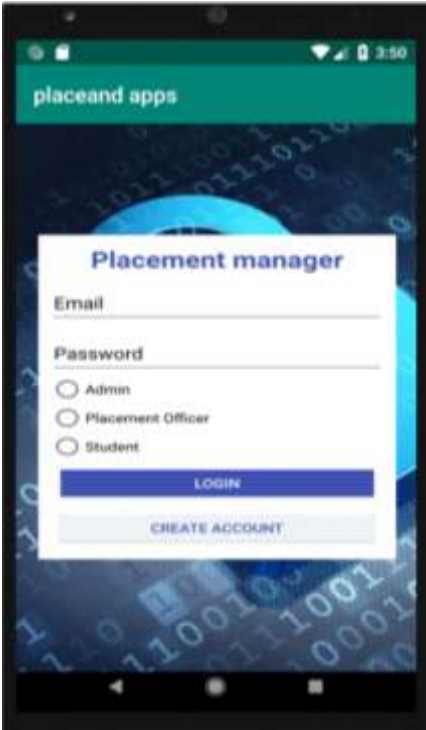 3:50
placeand apps
Placement manager
Email
Password
Admin
Placement Officer
Student
LOGIN
CREATE ACCOUNT